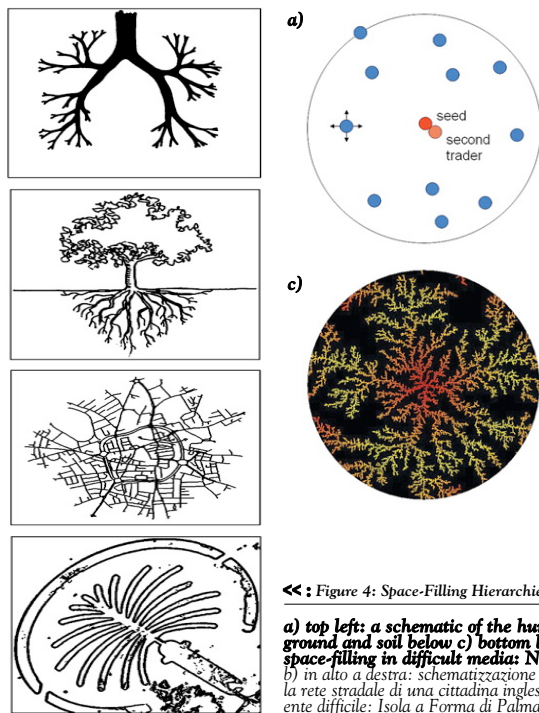 a)
seed
second
trader
c)
<< : Figure 4: Space-Filling Hierarchie
a) top left: a schematic of the hu
ground and soil below c) bottom l
space-filling in difficult media: N
b) in alto a destra: schematizzazione
la rete stradale di una cittadina ingles
ente difficile: Isola a Forma di Palma